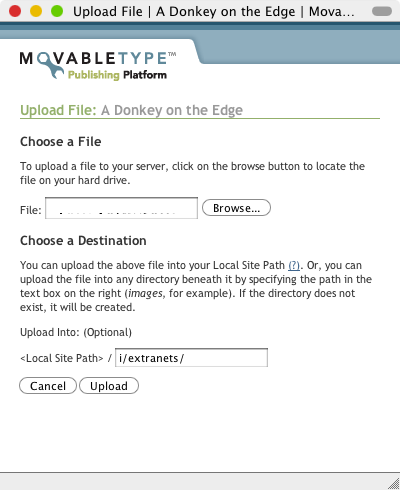 Upload File | A Donkey on the Edge | Mova...
MOVABLETYPE™
Publishing Platform
Upload File: A Donkey on the Edge
Choose a File
To upload a file to your server, click on the browse button to locate the
file on your hard drive.
File: Browse...
Choose a Destination
You can upload the above file into your Local Site Path (?). Or, you can
upload the file into any directory beneath it by specifying the path in the
text box on the right (images, for example). If the directory does not
exist, it will be created.
Upload Into: (Optional)
<Local Site Path> / i/extranets/
Cancel Upload